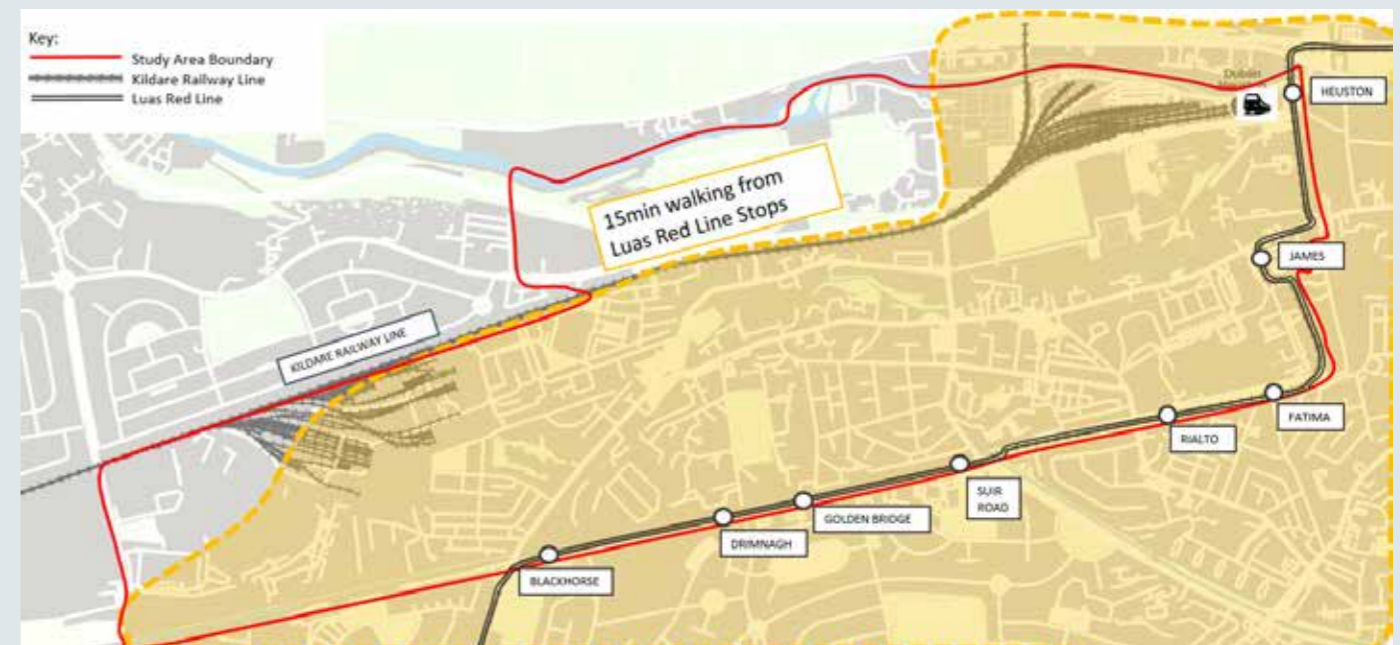 Key:
Study Area Boundary
Kildare Railway Line
Luas Red Line
Dublin
HEUSTON
15min walking from
Luas Red Line Stops
JAMES
KILDARE RAILWAY LINE
FATIMA
RIALTO
SUIR
ROAD
GOLDEN BRIDGE
DRIMNAGH
BLACKHORSE